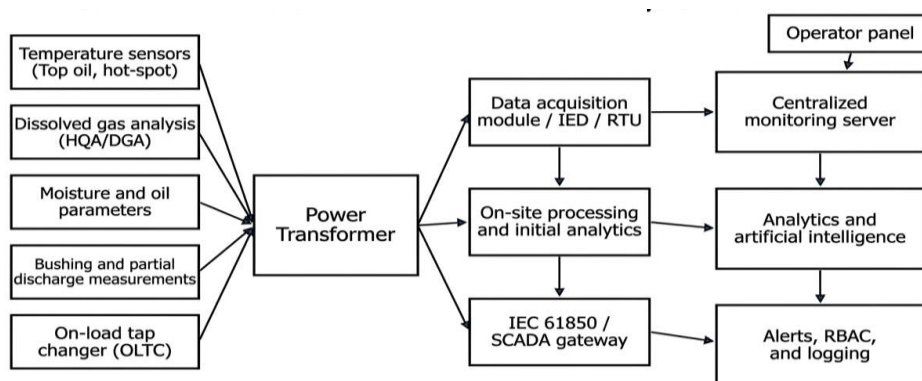 Temperature sensors
(Top oil, hot-spot)
Dissolved gas analysis
(HQA/DGA)
Moisture and oil
parameters
Bushing and partial
discharge measurements
On-load tap
changer (OLTC)
Power
Transformer
Data acquisition
module / IED / RTU
On-site processing
and initial analytics
IEC 61850 /
SCADA gateway
Operator panel
Centralized
monitoring server
Analytics and
artificial intelligence
Alerts, RBAC,
and logging